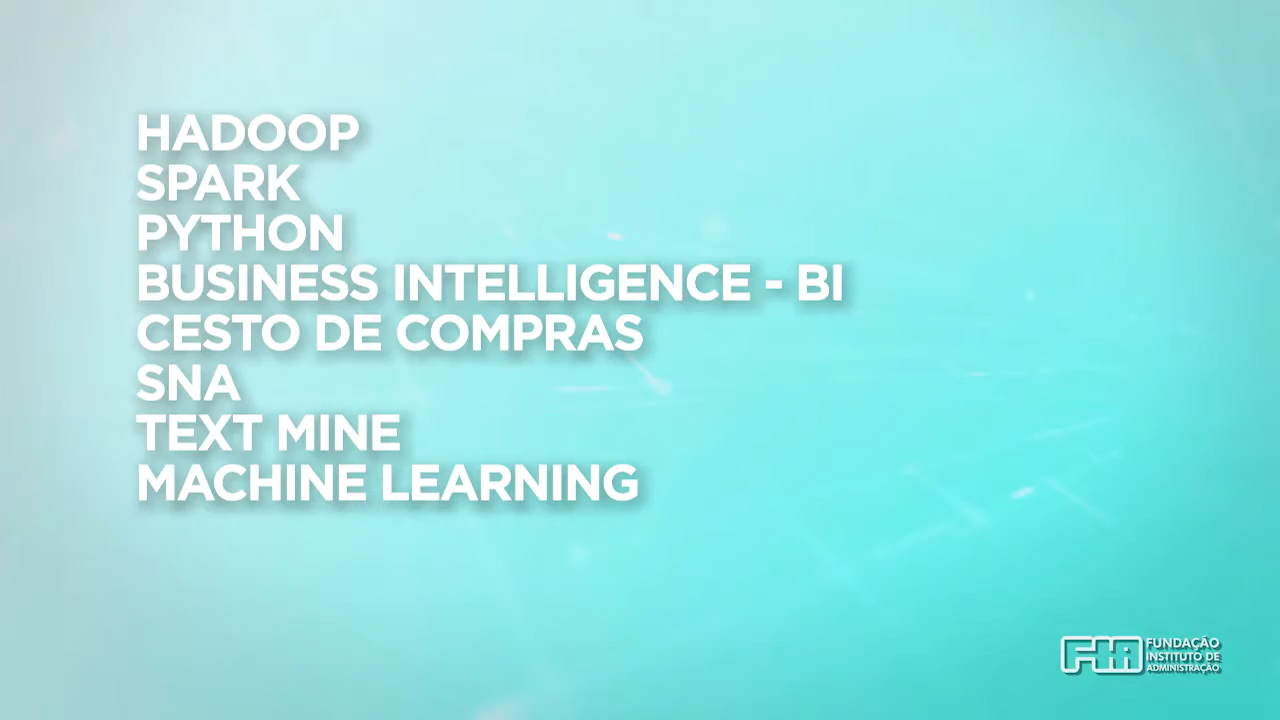 HADOOP
SPARK
PYTHON
BUSINESS INTELLIGENCE - BI
CESTO DE COMPRAS
SNA
TEXT MINE
MACHINE LEARNING
FIA
FUNDAÇÃO
INSTITUTO DE
ADMINISTRAÇÃO